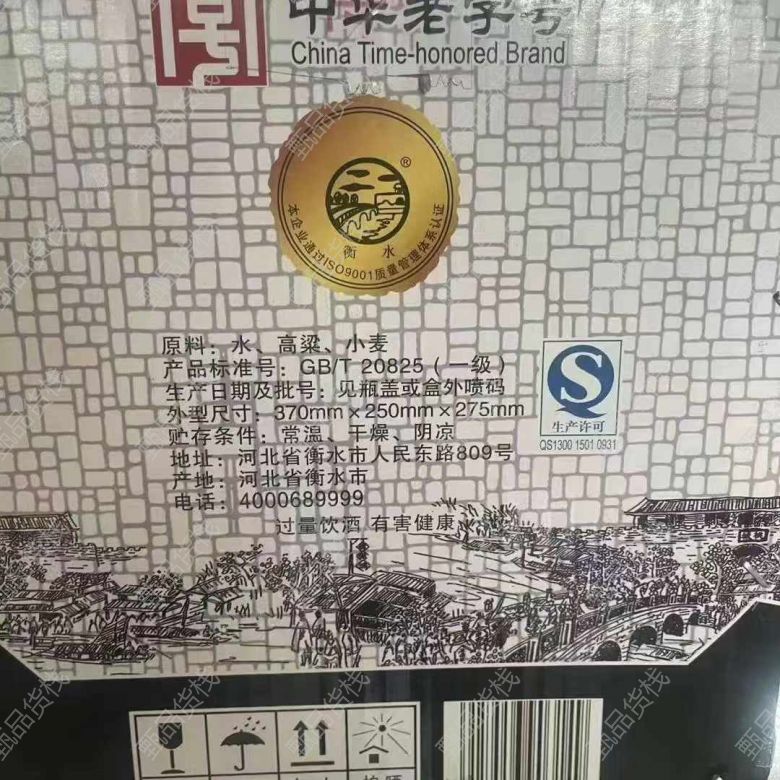 中华老字号
China Time-honored Brand
®
本企业通过ISO9001质量管理体系认证
衡水
原料：水、高粱、小麦
产品标准号：GB/T 20825（一级）
生产日期及批号：见瓶盖或盒外喷码
外型尺寸：370mm×250mm×275mm
贮存条件：常温、干燥、阴凉
地址：河北省衡水市人民东路809号
产地：河北省衡水市
电话：4000689999
过量饮酒 有害健康
生产许可
QS1300 1501 0931
甄品货栈